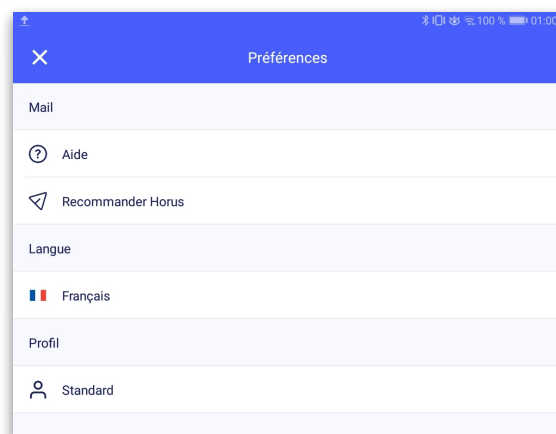 100 % 01:00
Préférences
Mail
Aide
Recommander Horus
Langue
Français
Profil
Standard